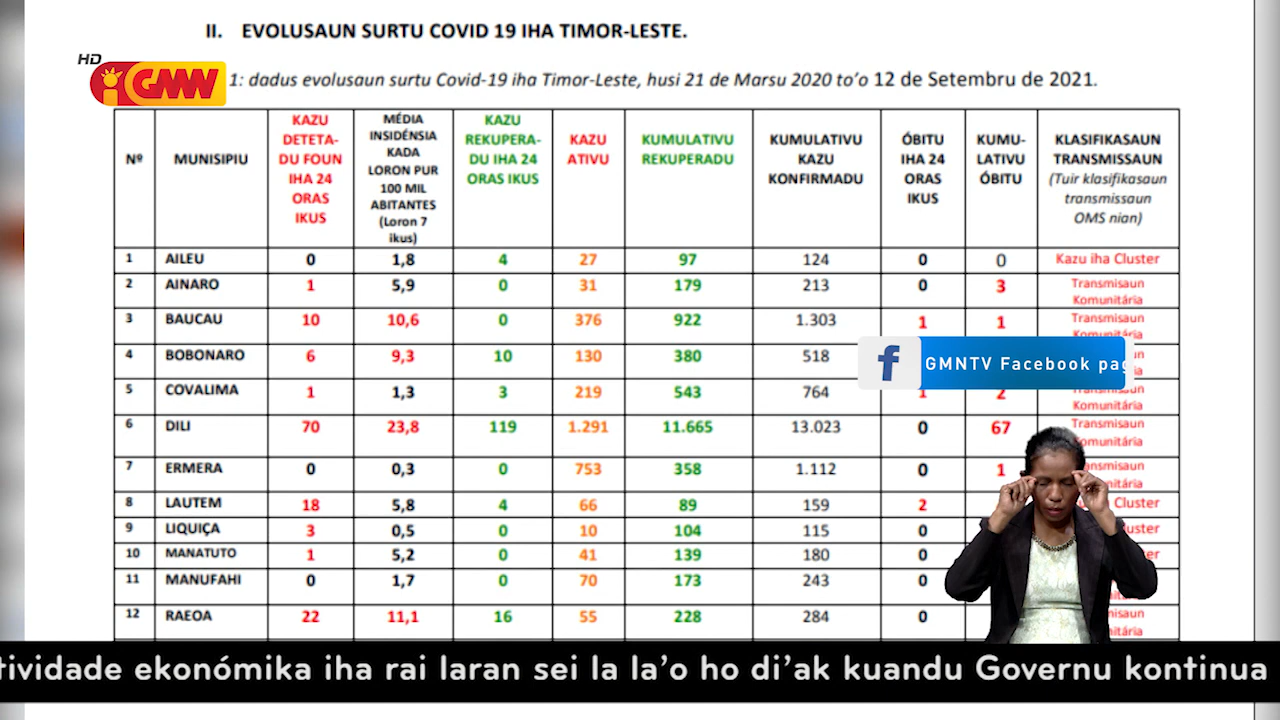 II. EVOLUSAUN SURTU COVID 19 IHA TIMOR-LESTE.
HD
GMN
1: dadus evolusaun surtu Covid-19 iha Timor-Leste, husi 21 de Marsu 2020 to'o 12 de Setembru de 2021.
Nº MUNISIPIU KAZU DETETA-DU FOUN IHA 24 ORAS IKUS MÉDIA INSIDÉNSIA KADA LORON PUR 100 MIL ABITANTES (Loron 7 ikus) KAZU REKUPERA-DU IHA 24 ORAS IKUS KAZU ATIVU KUMULATIVU REKUPERADU KUMULATIVU KAZU KONFIRMADU ÓBITU IHA 24 ORAS IKUS KUMU-LATIVU ÓBITU KLASIFIKASAUN TRANSMISSAUN (Tuir klasifikasaun transmissaun OMS nian)
1 AILEU 0 1,8 4 27 97 124 0 0 Kazu iha Cluster
2 AINARO 1 5,9 0 31 179 213 0 3 Transmisaun Komunitária
3 BAUCAU 10 10,6 0 376 922 1.303 1 1 Transmisaun Komunitária
4 BOBONARO 6 9,3 10 130 380 518
GMNTV Facebook
5 COVALIMA 1 1,3 3 219 543 764 1 2 Transmisaun Komunitária
6 DILI 70 23,8 119 1.291 11.665 13.023 0 67 Transmisaun Komunitária
7 ERMERA 0 0,3 0 753 358 1.112 0 1
8 LAUTEM 18 5,8 4 66 89 159 2 Cluster
9 LIQUIÇA 3 0,5 0 10 104 115 0
10 MANATUTO 1 5,2 0 41 139 180 0
11 MANUFAHI 0 1,7 0 70 173 243 0
12 RAEOA 22 11,1 16 55 228 284 0
tividade ekonómika iha rai laran sei la la'o ho di'ak kuandu Governu kontinua